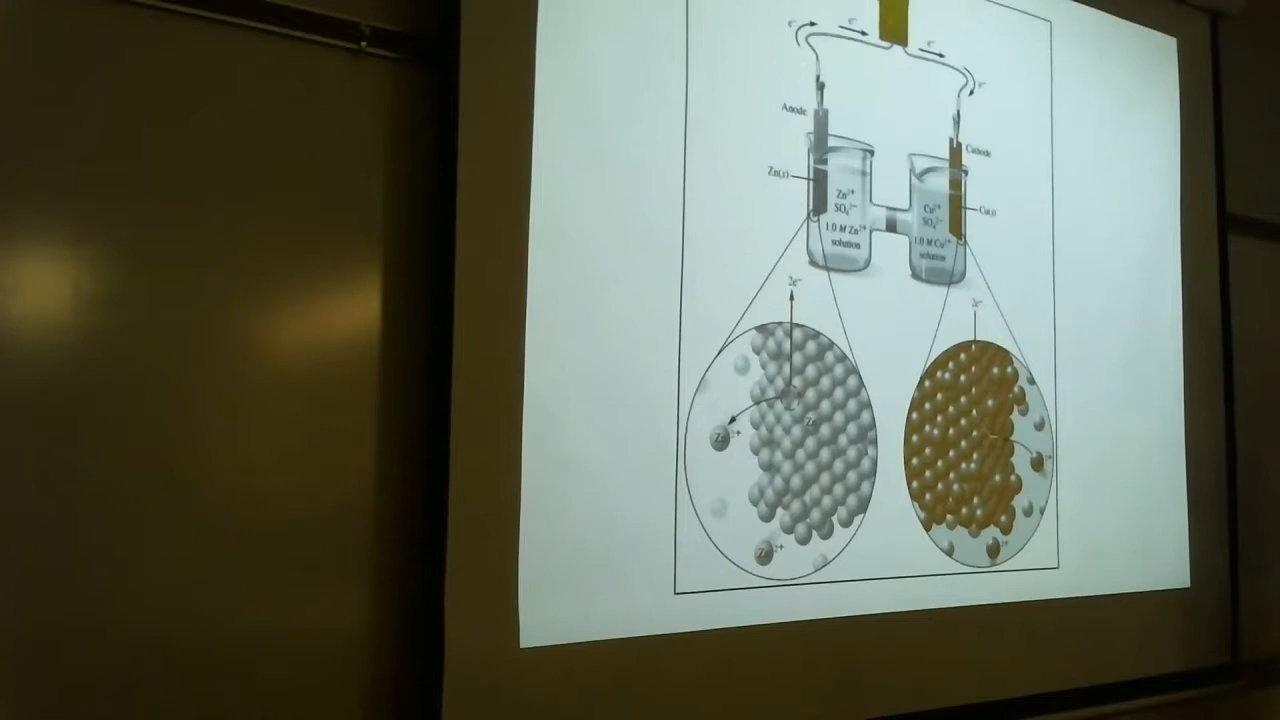 e⁻
e⁻
e⁻
e⁻
Anode
Cathode
Zn(s)
Zn²⁺
SO₄²⁻
1.0 M Zn²⁺
solution
Cu²⁺
SO₄²⁻
1.0 M Cu²⁺
solution
Cu(s)
2e⁻
2e⁻
Zn
Zn²⁺
Zn²⁺
2+